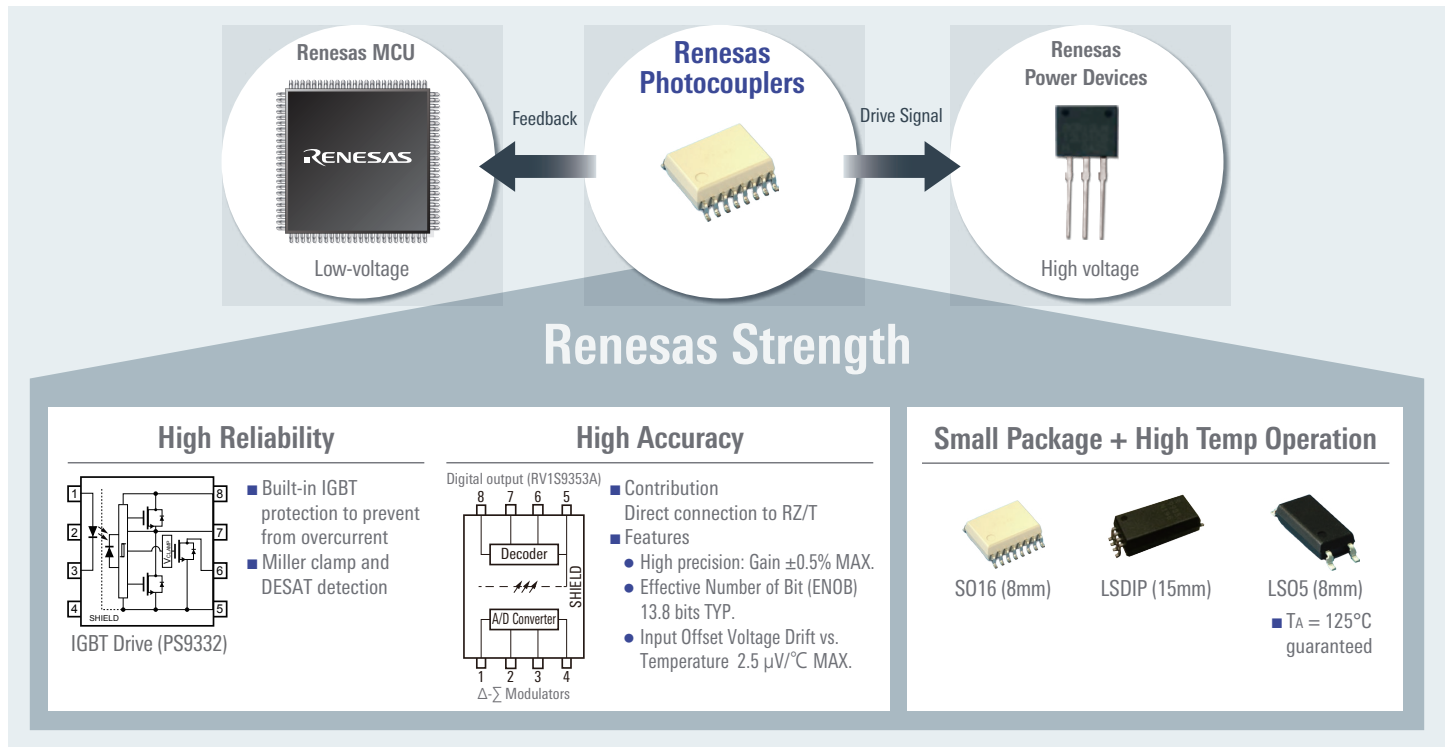 Renesas MCU
RENESAS
Low-voltage
Feedback
Renesas
Photocouplers
Drive Signal
Renesas
Power Devices
High voltage
Renesas Strength
High Reliability
1
2
3
4
8
7
6
5
VCLAMP
SHIELD
IGBT Drive (PS9332)
■ Built-in IGBT
protection to prevent
from overcurrent
■ Miller clamp and
DESAT detection
High Accuracy
Digital output (RV1S9353A)
8 7 6 5
Decoder
SHIELD
A/D Converter
1 2 3 4
Δ-∑ Modulators
■ Contribution
Direct connection to RZ/T
■ Features
● High precision: Gain ±0.5% MAX.
● Effective Number of Bit (ENOB)
13.8 bits TYP.
● Input Offset Voltage Drift vs.
Temperature 2.5 µV/℃ MAX.
Small Package + High Temp Operation
SO16 (8mm)
LSDIP (15mm)
LSO5 (8mm)
■ TA = 125°C
guaranteed